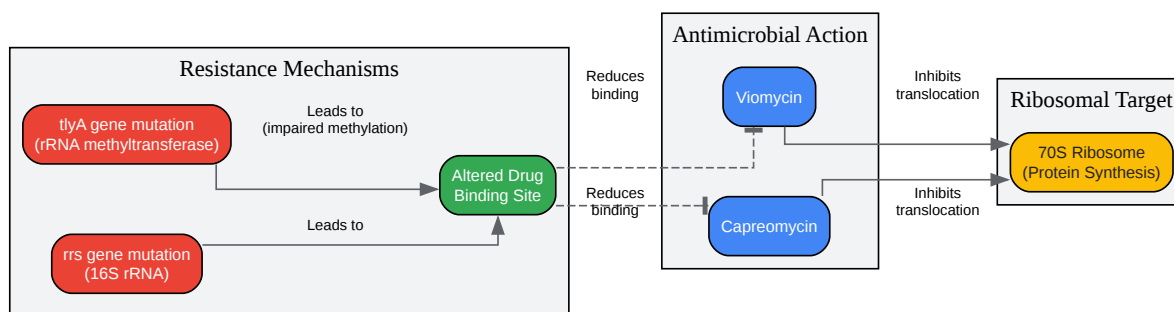 Resistance Mechanisms
tlyA gene mutation
(rRNA methyltransferase)
Leads to
(impaired methylation)
rrs gene mutation
(16S rRNA)
Leads to
Altered Drug
Binding Site
Reduces
binding
Reduces
binding
Antimicrobial Action
Viomycin
Capreomycin
Inhibits
translocation
Inhibits
translocation
Ribosomal Target
70S Ribosome
(Protein Synthesis)